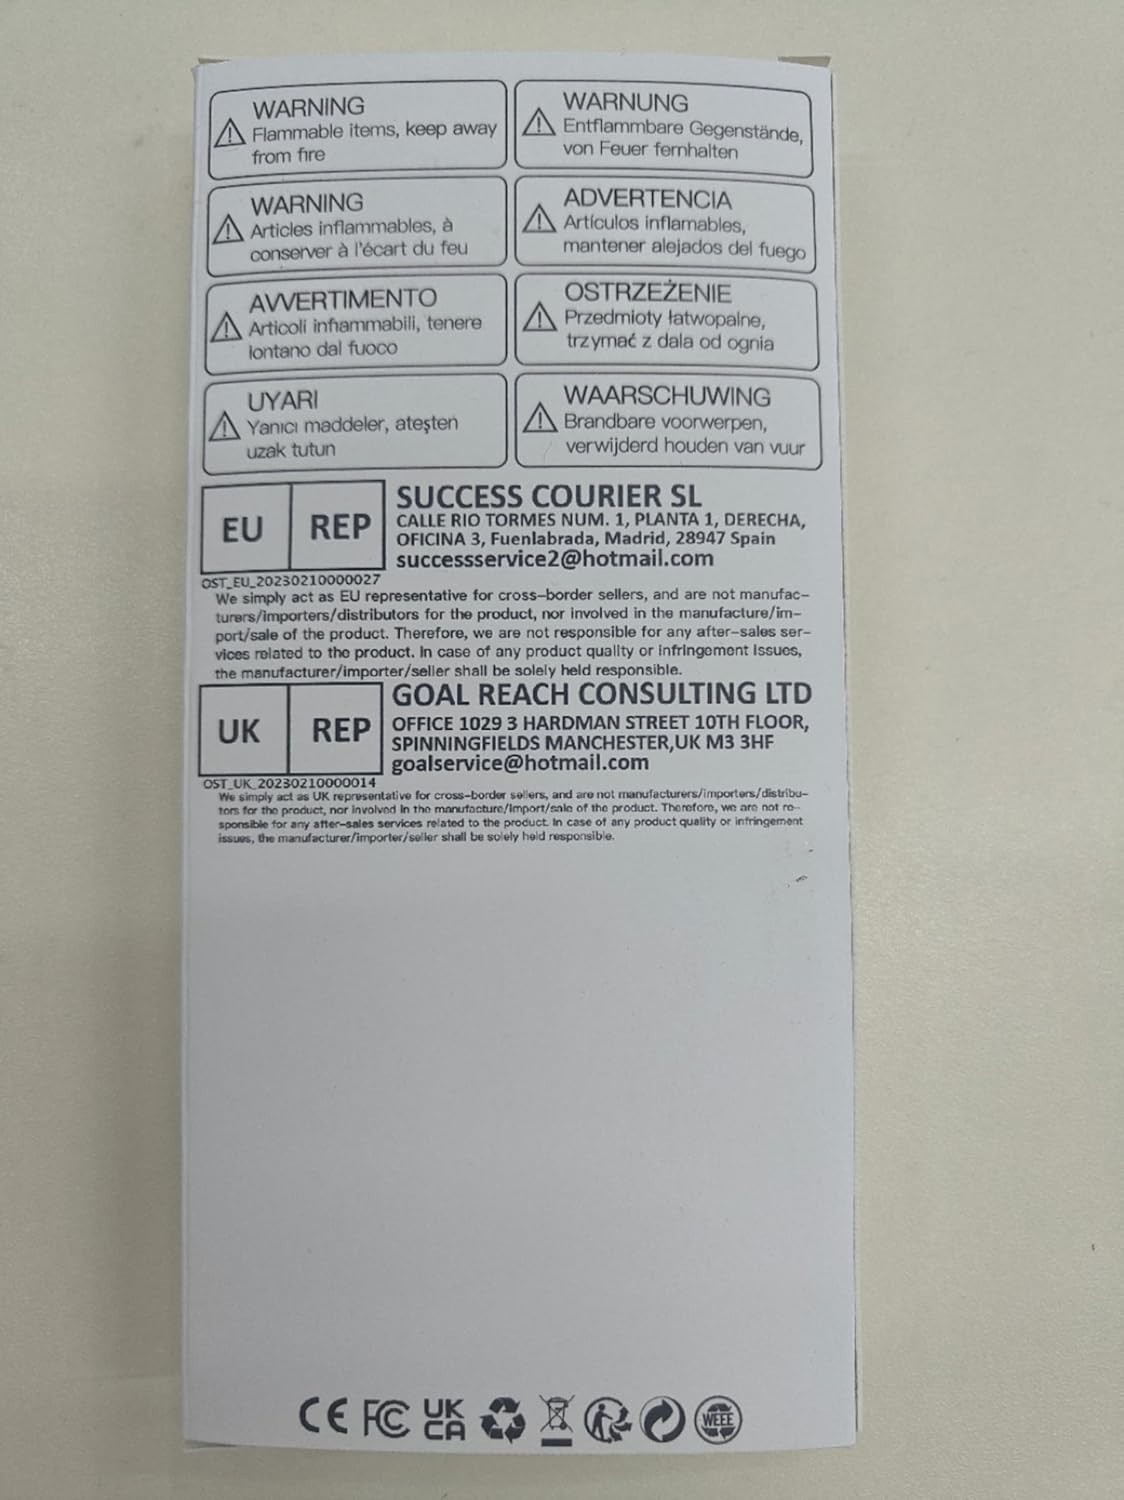 WARNING
Flammable items, keep away
from fire
WARNUNG
Entflammbare Gegenstände,
von Feuer fernhalten
WARNING
Articles inflammables, à
conserver à l'écart du feu
ADVERTENCIA
Artículos inflamables,
mantener alejados del fuego
AVVERTIMENTO
Articoli infiammabili, tenere
lontano dal fuoco
OSTRZEŻENIE
Przedmioty łatwopalne,
trzymać z dala od ognia
UYARI
Yanıcı maddeler, ateşten
uzak tutun
WAARSCHUWING
Brandbare voorwerpen,
verwijderd houden van vuur
EU REP
SUCCESS COURIER SL
CALLE RIO TORMES NUM. 1, PLANTA 1, DERECHA,
OFICINA 3, Fuenlabrada, Madrid, 28947 Spain
successservice2@hotmail.com
OST_EU_20230210000027
We simply act as EU representative for cross-border sellers, and are not manufac-
turers/importers/distributors for the product, nor involved in the manufacture/im-
port/sale of the product. Therefore, we are not responsible for any after-sales ser-
vices related to the product. In case of any product quality or infringement issues,
the manufacturer/importer/seller shall be solely held responsible.
UK REP
GOAL REACH CONSULTING LTD
OFFICE 1029 3 HARDMAN STREET 10TH FLOOR,
SPINNINGFIELDS MANCHESTER,UK M3 3HF
goalservice@hotmail.com
OST_UK_20230210000014
We simply act as UK representative for cross-border sellers, and are not manufacturers/importers/distribu-
tors for the product, nor involved in the manufacture/import/sale of the product. Therefore, we are not re-
sponsible for any after-sales services related to the product. In case of any product quality or infringement
issues, the manufacturer/importer/seller shall be solely held responsible.
CE FC UK CA WEEE